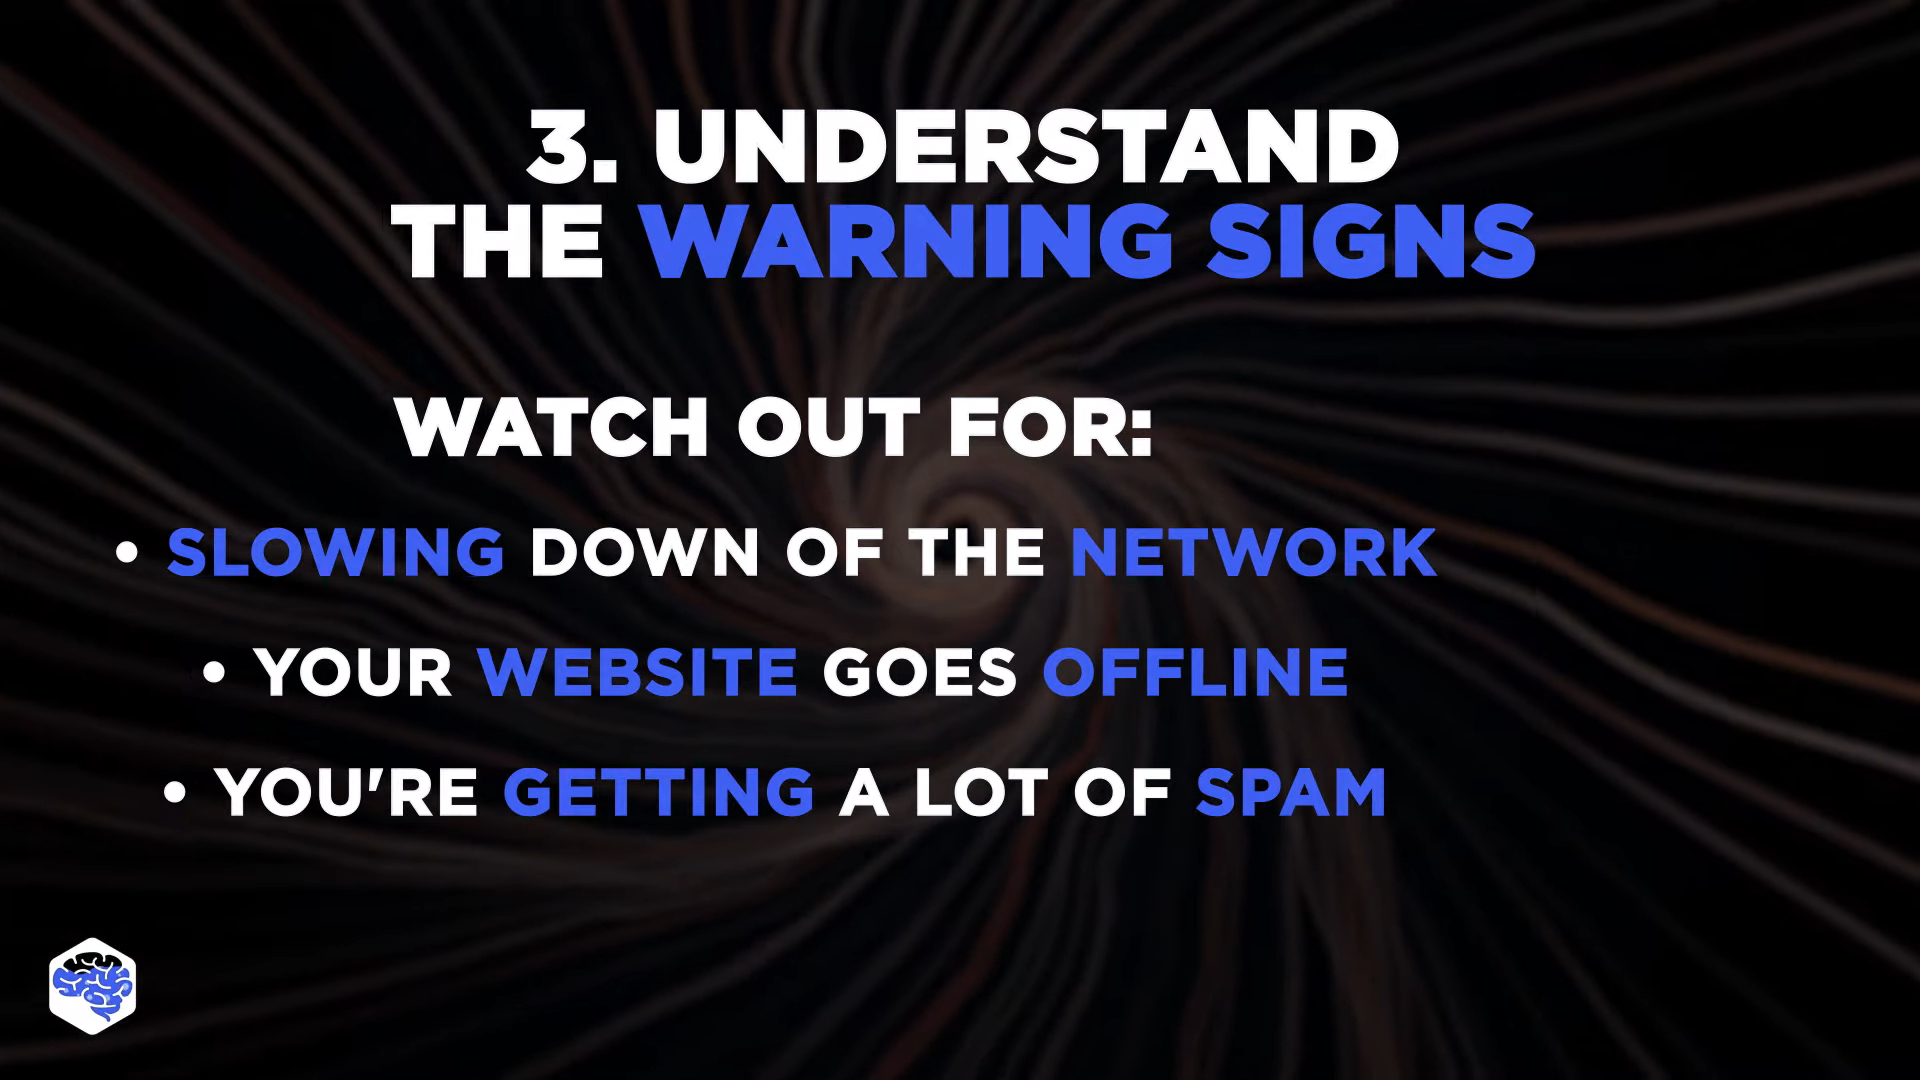 3. UNDERSTAND
THE WARNING SIGNS
WATCH OUT FOR:
• SLOWING DOWN OF THE NETWORK
• YOUR WEBSITE GOES OFFLINE
• YOU'RE GETTING A LOT OF SPAM